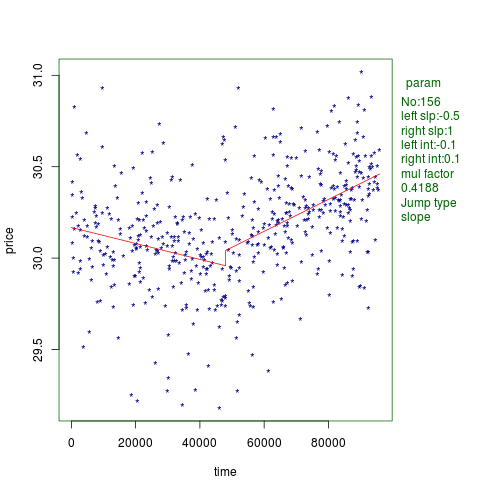 param
No:156
left slp:-0.5
right slp:1
left int:-0.1
right int:0.1
mul factor
0.4188
Jump type
slope
31.0
30.5
30.0
29.5
price
0
20000
40000
60000
80000
time